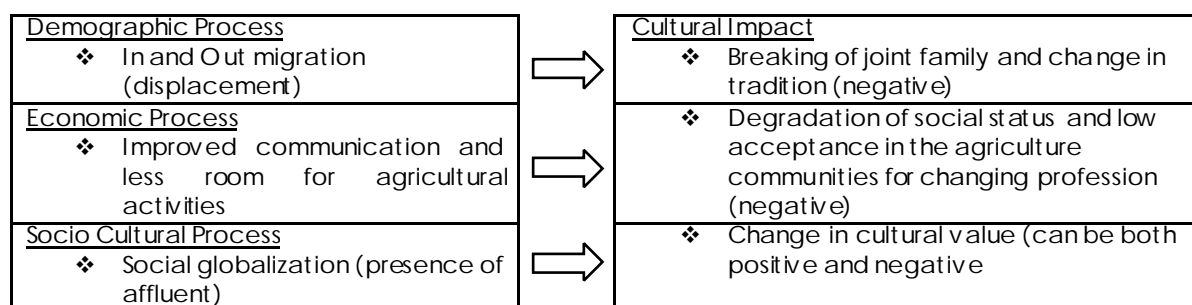 Demographic Process
❖ In and Out migration
(displacement)
Economic Process
❖ Improved communication and
less room for agricultural
activities
Socio Cultural Process
❖ Social globalization (presence of
affluent)
Cultural Impact
❖ Breaking of joint family and change in
tradition (negative)
❖ Degradation of social status and low
acceptance in the agriculture
communities for changing profession
(negative)
❖ Change in cultural value (can be both
positive and negative